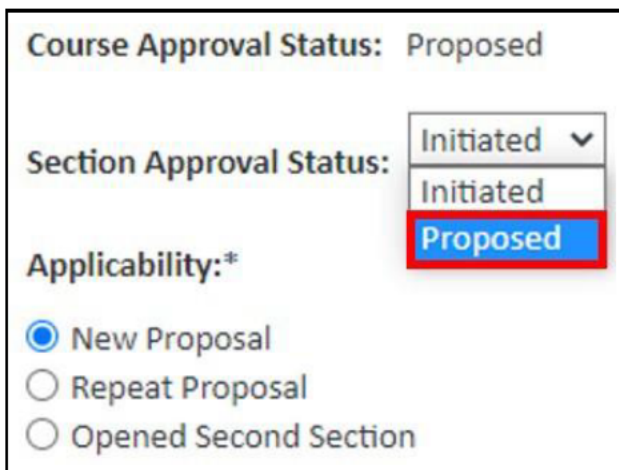 Course Approval Status: Proposed
Section Approval Status: Initiated
Initiated
Proposed
Applicability:*
New Proposal
Repeat Proposal
Opened Second Section